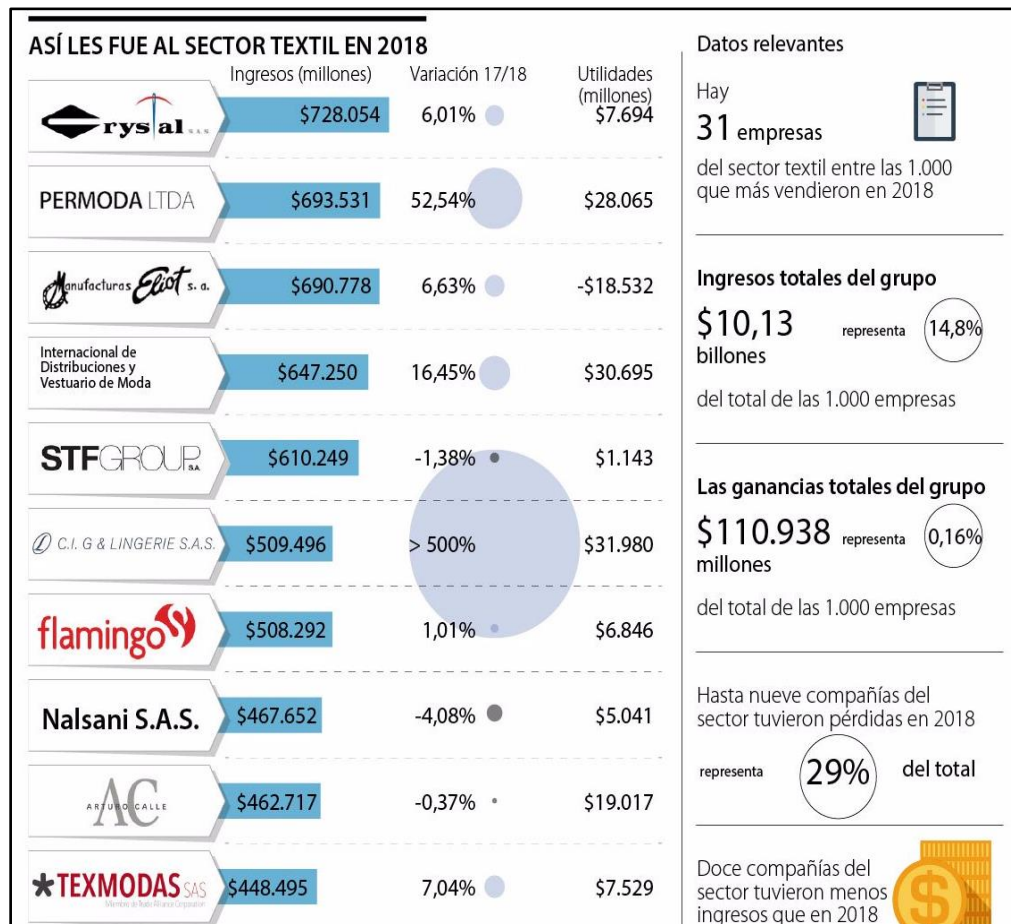 ASÍ LES FUE AL SECTOR TEXTIL EN 2018
Ingresos (millones) Variación 17/18 Utilidades
(millones)
Crystal S.A.S. $728.054 6,01% $7.694
PERMODA LTDA $693.531 52,54% $28.065
Manufacturas Eliot s. a. $690.778 6,63% -$18.532
Internacional de
Distribuciones y
Vestuario de Moda
$647.250 16,45% $30.695
STFGROUP SA $610.249 -1,38% $1.143
C.I. G & LINGERIE S.A.S. $509.496 > 500% $31.980
flamingo $508.292 1,01% $6.846
Nalsani S.A.S. $467.652 -4,08% $5.041
AC
ARTURO CALLE
$462.717 -0,37% $19.017
*TEXMODAS SAS $448.495 7,04% $7.529
Datos relevantes
Hay
31 empresas
del sector textil entre las 1.000
que más vendieron en 2018
Ingresos totales del grupo
$10,13 representa 14,8%
billones
del total de las 1.000 empresas
Las ganancias totales del grupo
$110.938 representa 0,16%
millones
del total de las 1.000 empresas
Hasta nueve compañías del
sector tuvieron pérdidas en 2018
representa 29% del total
Doce compañías del
sector tuvieron menos
ingresos que en 2018
$